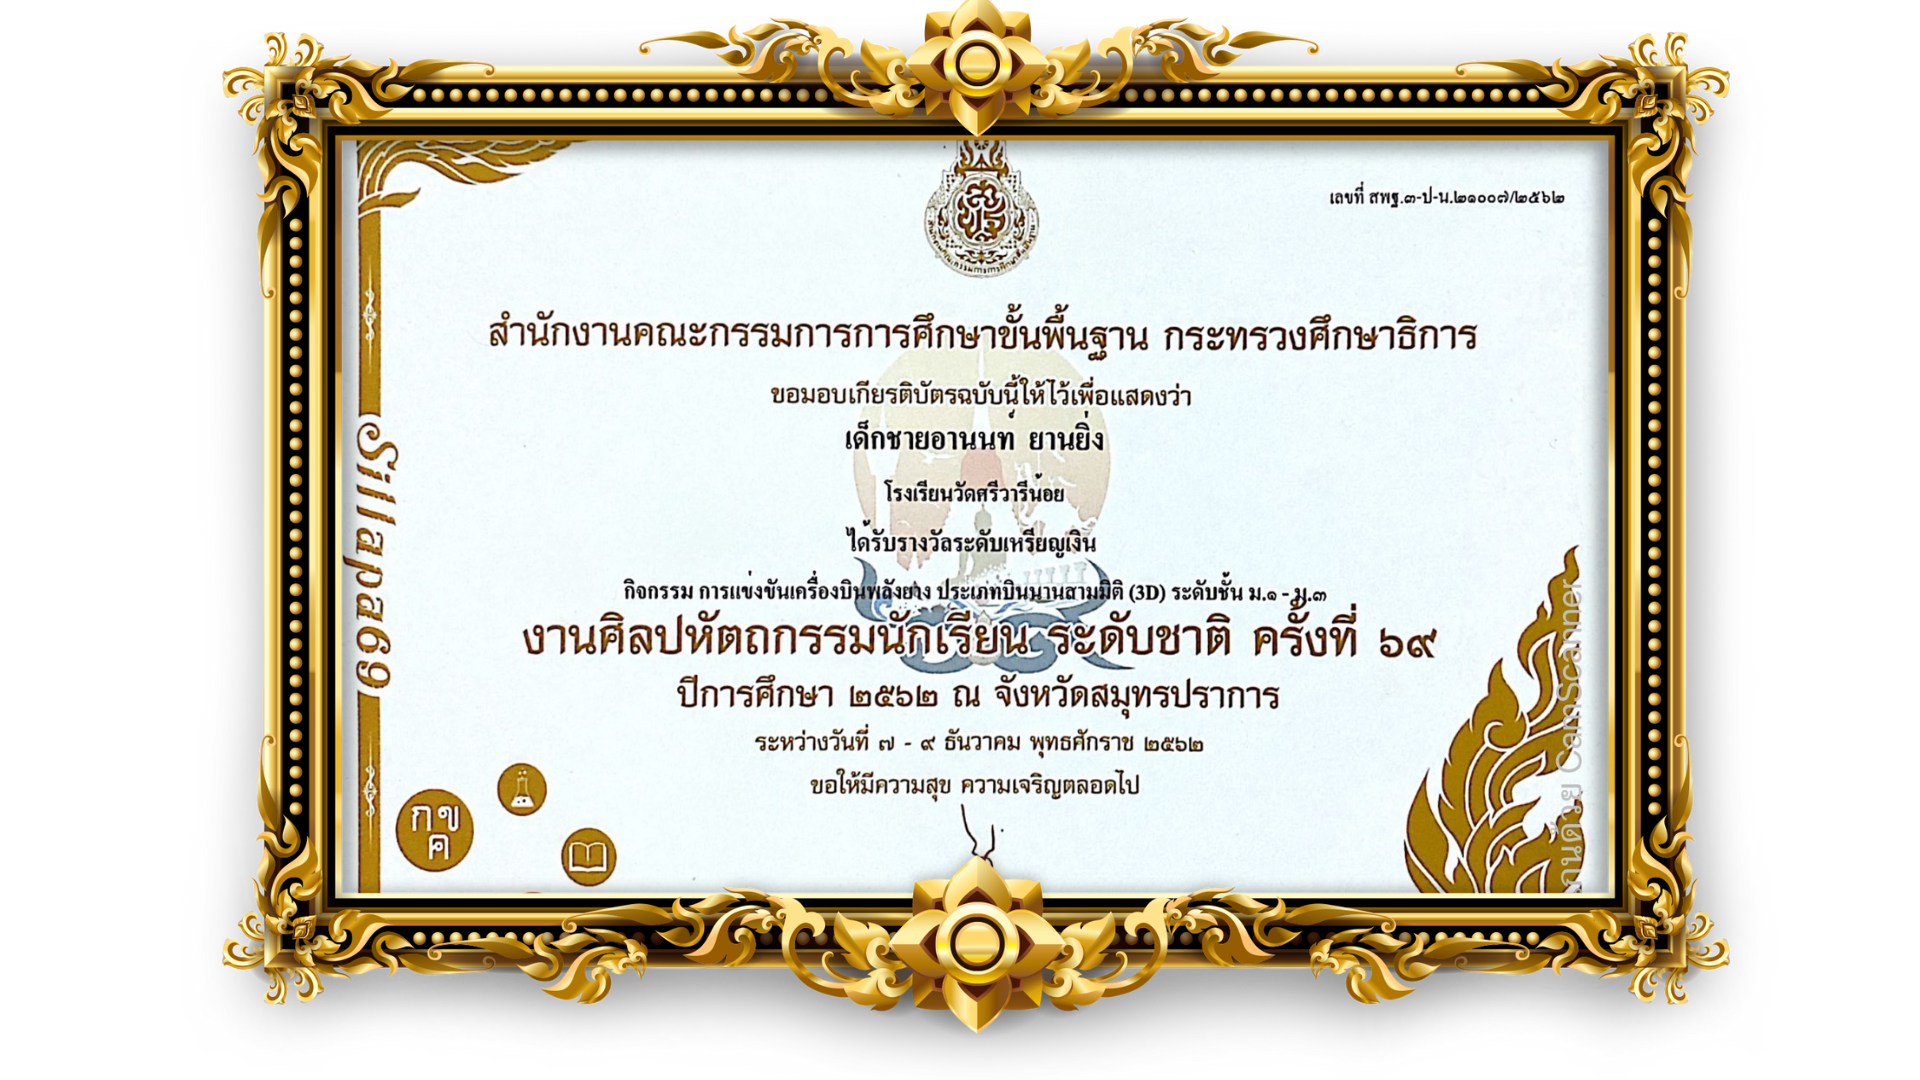 เลขที่ สพฐ.๓-ป-น.๒๑๐๐๗/๒๕๖๒
สำนักงานคณะกรรมการการศึกษาขั้นพื้นฐาน กระทรวงศึกษาธิการ
ขอมอบเกียรติบัตรฉบับนี้ให้ไว้เพื่อแสดงว่า
เด็กชายอานนท์ ยานยิ่ง
โรงเรียนวัดศรีวารีน้อย
ได้รับรางวัลระดับเหรียญเงิน
กิจกรรม การแข่งขันเครื่องบินพลังยาง ประเภทบินนานสามมิติ (3D) ระดับชั้น ม.๑ - ม.๓
งานศิลปหัตถกรรมนักเรียน ระดับชาติ ครั้งที่ ๖๙
ปีการศึกษา ๒๕๖๒ ณ จังหวัดสมุทรปราการ
ระหว่างวันที่ ๗ - ๙ ธันวาคม พุทธศักราช ๒๕๖๒
ขอให้มีความสุข ความเจริญตลอดไป
Sillapa69
กข
ค
CamScanner